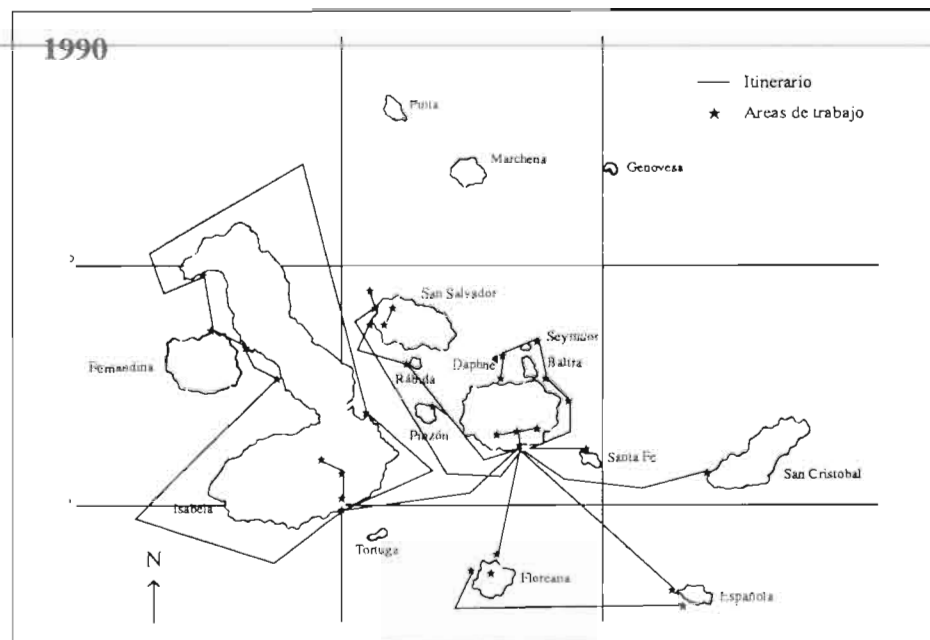 1990
Itinerario
Areas de trabajo
Pinta
Marchena
Genovesa
San Salvador
Seymour
Daphne
Baltra
Fernandina
Rábida
Pinzón
Santa Fe
San Cristobal
Isabela
Tortuga
N
Floreana
Española